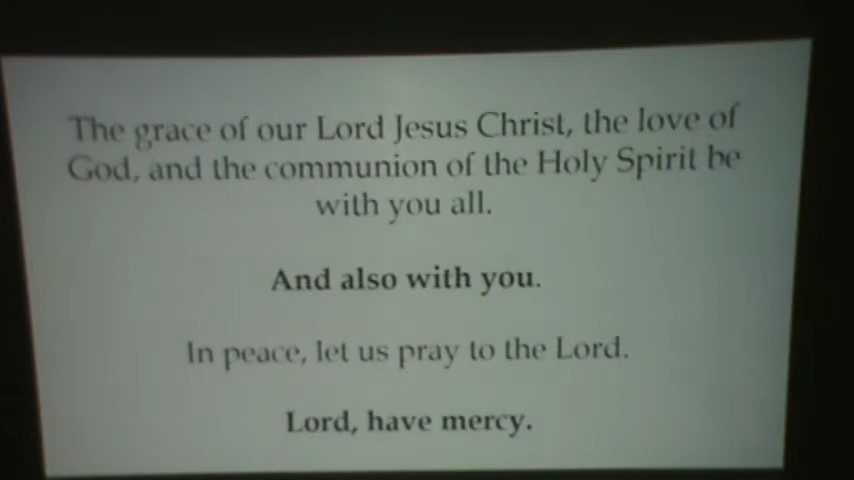 The grace of our Lord Jesus Christ, the love of
God, and the communion of the Holy Spirit be
with you all.
And also with you.
In peace, let us pray to the Lord.
Lord, have mercy.